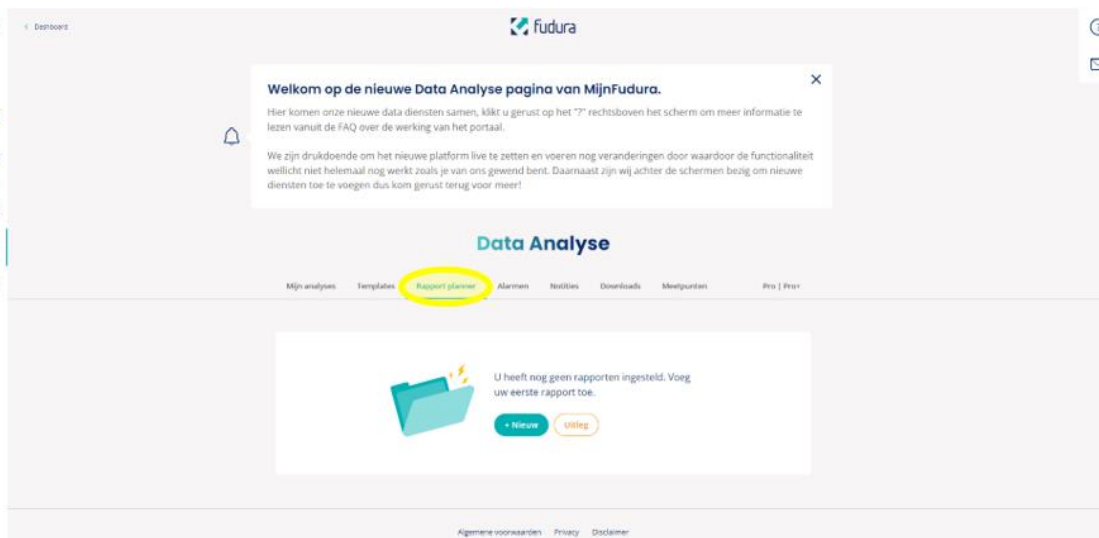 Dashboard
fudura
Welkom op de nieuwe Data Analyse pagina van MijnFudura.
Hier komen onze nieuwe data diensten samen, klikt u gerust op het "?" rechtsboven het scherm om meer informatie te
lezen vanuit de FAQ over de werking van het portaal.
We zijn drukdoende om het nieuwe platform live te zetten en voeren nog veranderingen door waardoor de functionaliteit
wellicht niet helemaal nog werkt zoals je van ons gewend bent. Daarnaast zijn wij achter de schermen bezig om nieuwe
diensten toe te voegen dus kom gerust terug voor meer!
Data Analyse
Mijn analyses Templates Rapport planner Alarmen Notities Downloads Meetpunten Pro | Pro+
U heeft nog geen rapporten ingesteld. Voeg
uw eerste rapport toe.
+ Nieuw Uitleg
Algemene voorwaarden Privacy Disclaimer